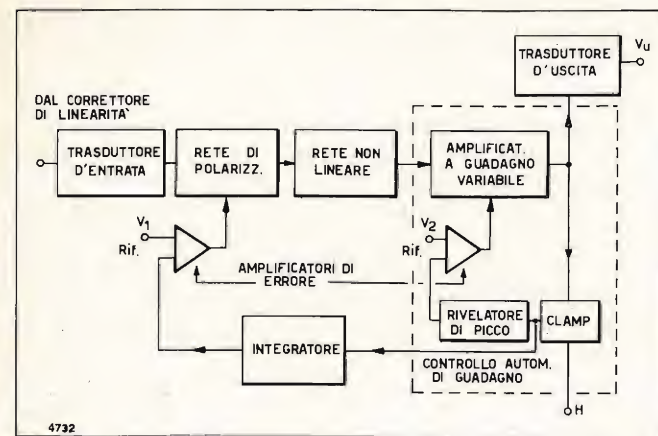 TRASDUTTORE
D'USCITA
Vu
DAL CORRETTORE
DI LINEARITÀ
TRASDUTTORE
D'ENTRATA
RETE DI
POLARIZZ.
RETE NON
LINEARE
AMPLIFICAT.
A GUADAGNO
VARIABILE
V1
Rif.
V2
Rif.
AMPLIFICATORI DI
ERRORE
RIVELATORE
DI PICCO
CLAMP
INTEGRATORE
CONTROLLO AUTOM.
DI GUADAGNO
H
4732